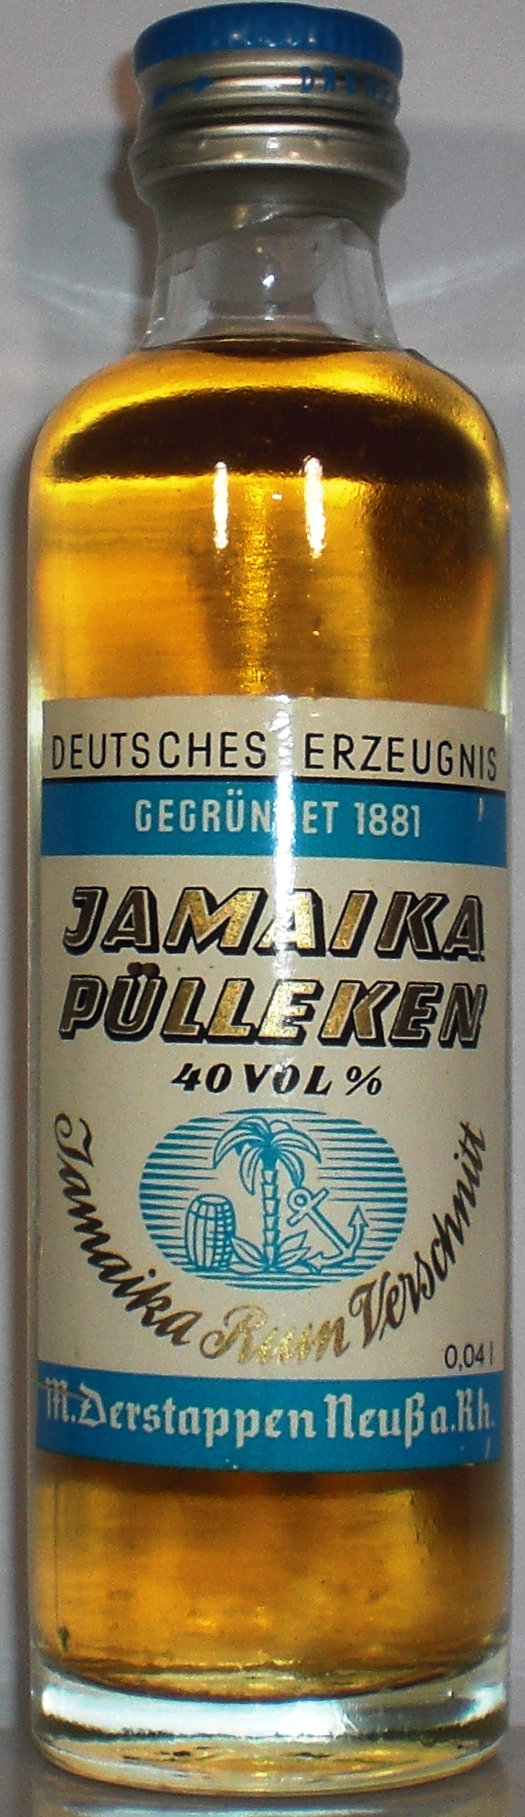 DEUTSCHES ERZEUGNIS
GEGRÜNDET 1881
JAMAIKA
PÜLLEKEN
40 VOL %
Jamaika Rum Verschnitt
0,04 l
M. Derstappen Neuß a. Rh.